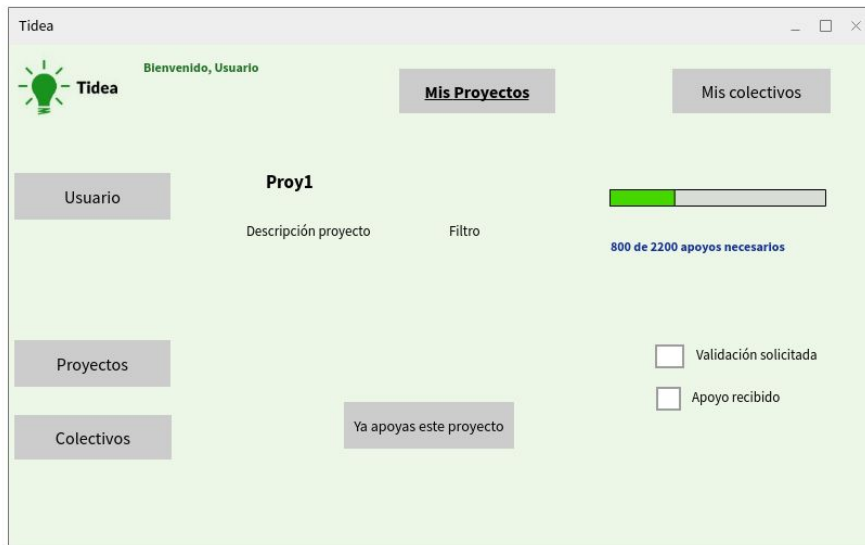 Tidea
Tidea
Bienvenido, Usuario
Mis Proyectos
Mis colectivos
Usuario
Proy1
Descripción proyecto
Filtro
800 de 2200 apoyos necesarios
Proyectos
Validación solicitada
Apoyo recibido
Ya apoyas este proyecto
Colectivos